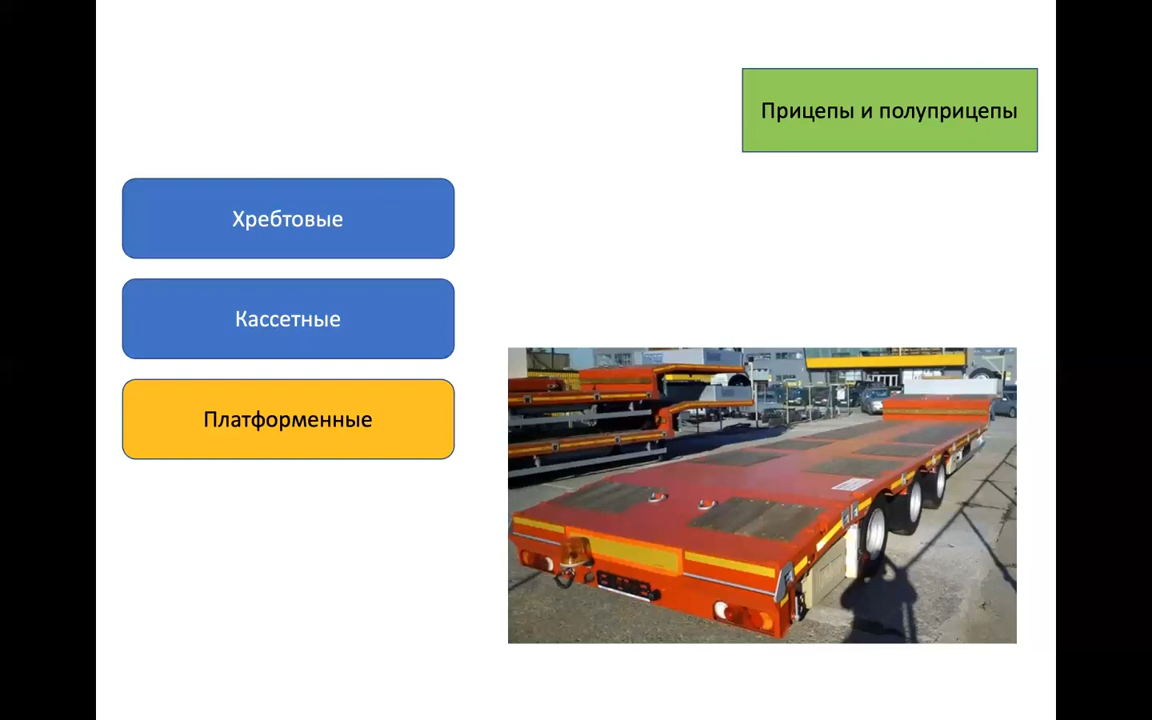 Прицепы и полуприцепы
Хребтовые
Кассетные
Платформенные